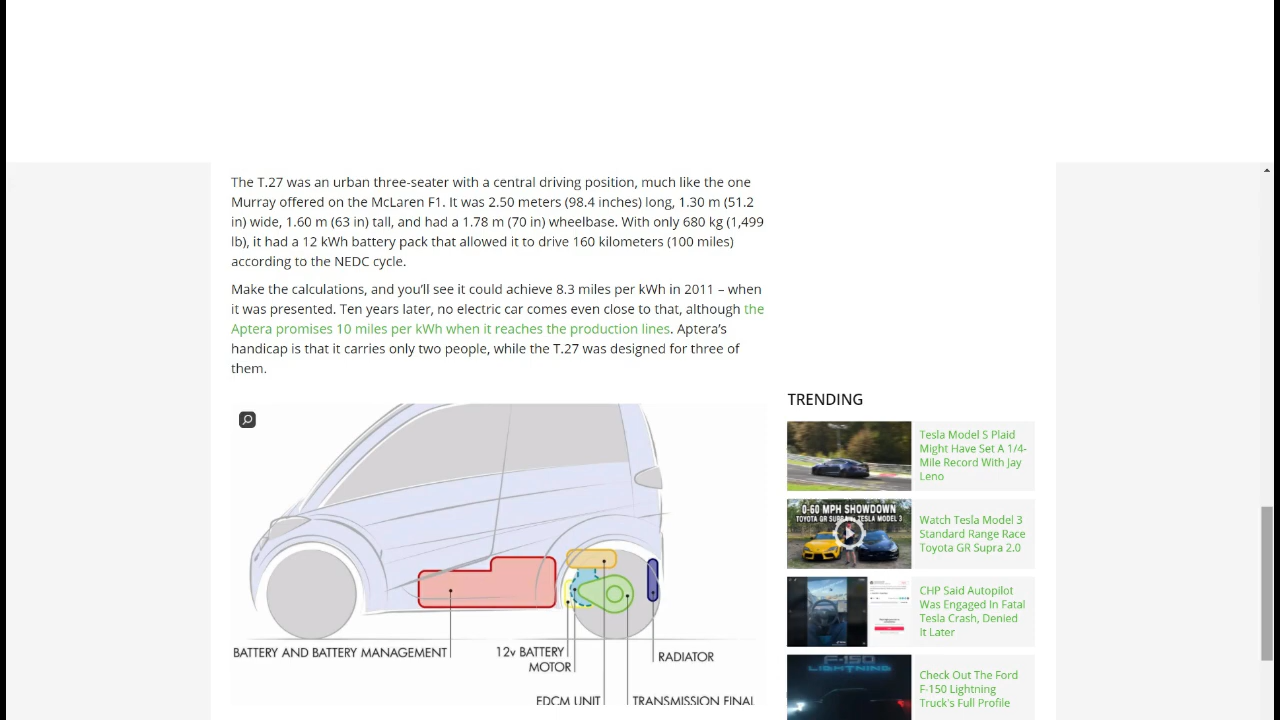 The T.27 was an urban three-seater with a central driving position, much like the one
Murray offered on the McLaren F1. It was 2.50 meters (98.4 inches) long, 1.30 m (51.2
in) wide, 1.60 m (63 in) tall, and had a 1.78 m (70 in) wheelbase. With only 680 kg (1,499
lb), it had a 12 kWh battery pack that allowed it to drive 160 kilometers (100 miles)
according to the NEDC cycle.
Make the calculations, and you’ll see it could achieve 8.3 miles per kWh in 2011 – when
it was presented. Ten years later, no electric car comes even close to that, although the
Aptera promises 10 miles per kWh when it reaches the production lines. Aptera’s
handicap is that it carries only two people, while the T.27 was designed for three of
them.
BATTERY AND BATTERY MANAGEMENT
12v BATTERY
MOTOR
RADIATOR
EDCM UNIT
TRANSMISSION FINAL
TRENDING
Tesla Model S Plaid
Might Have Set A 1/4-
Mile Record With Jay
Leno
0-60 MPH SHOWDOWN
TOYOTA GR SUPRA TESLA MODEL 3
Watch Tesla Model 3
Standard Range Race
Toyota GR Supra 2.0
CHP Said Autopilot
Was Engaged In Fatal
Tesla Crash, Denied
It Later
F-150
LIGHTNING
Check Out The Ford
F-150 Lightning
Truck's Full Profile